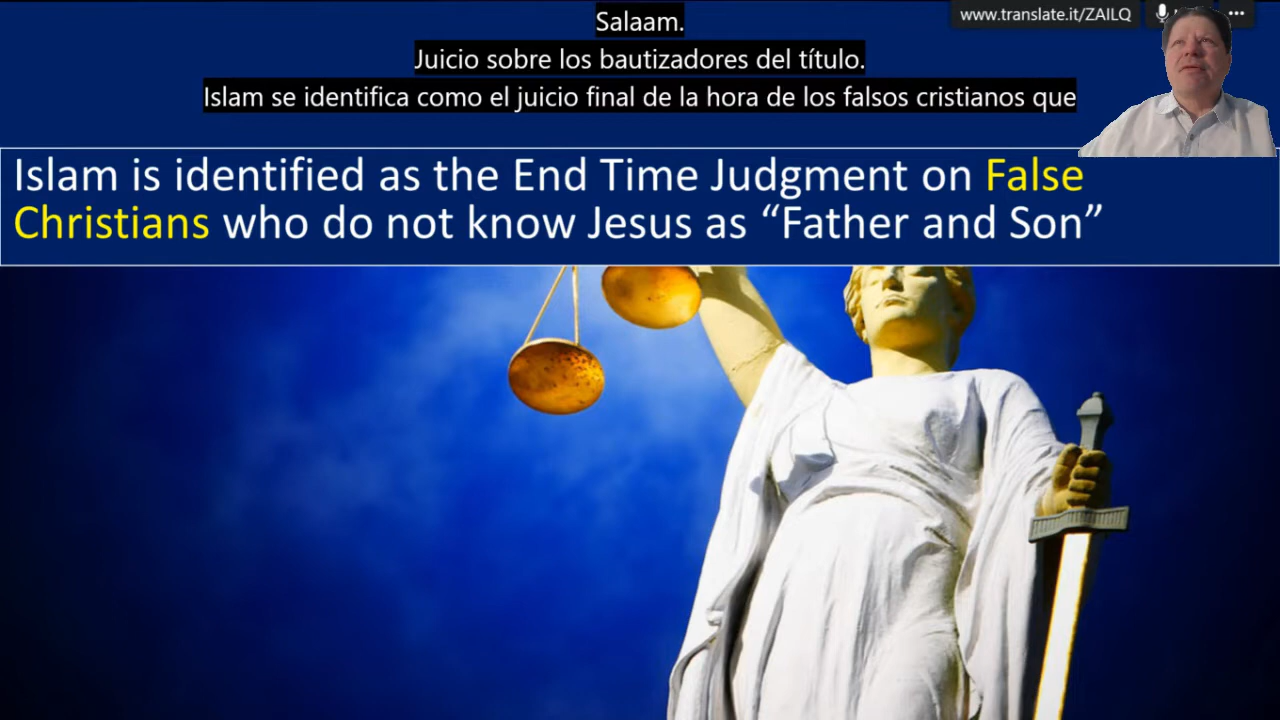 www.translate.it/ZAILQ
Salaam.
Juicio sobre los bautizadores del título.
Islam se identifica como el juicio final de la hora de los falsos cristianos que
Islam is identified as the End Time Judgment on False
Christians who do not know Jesus as “Father and Son”